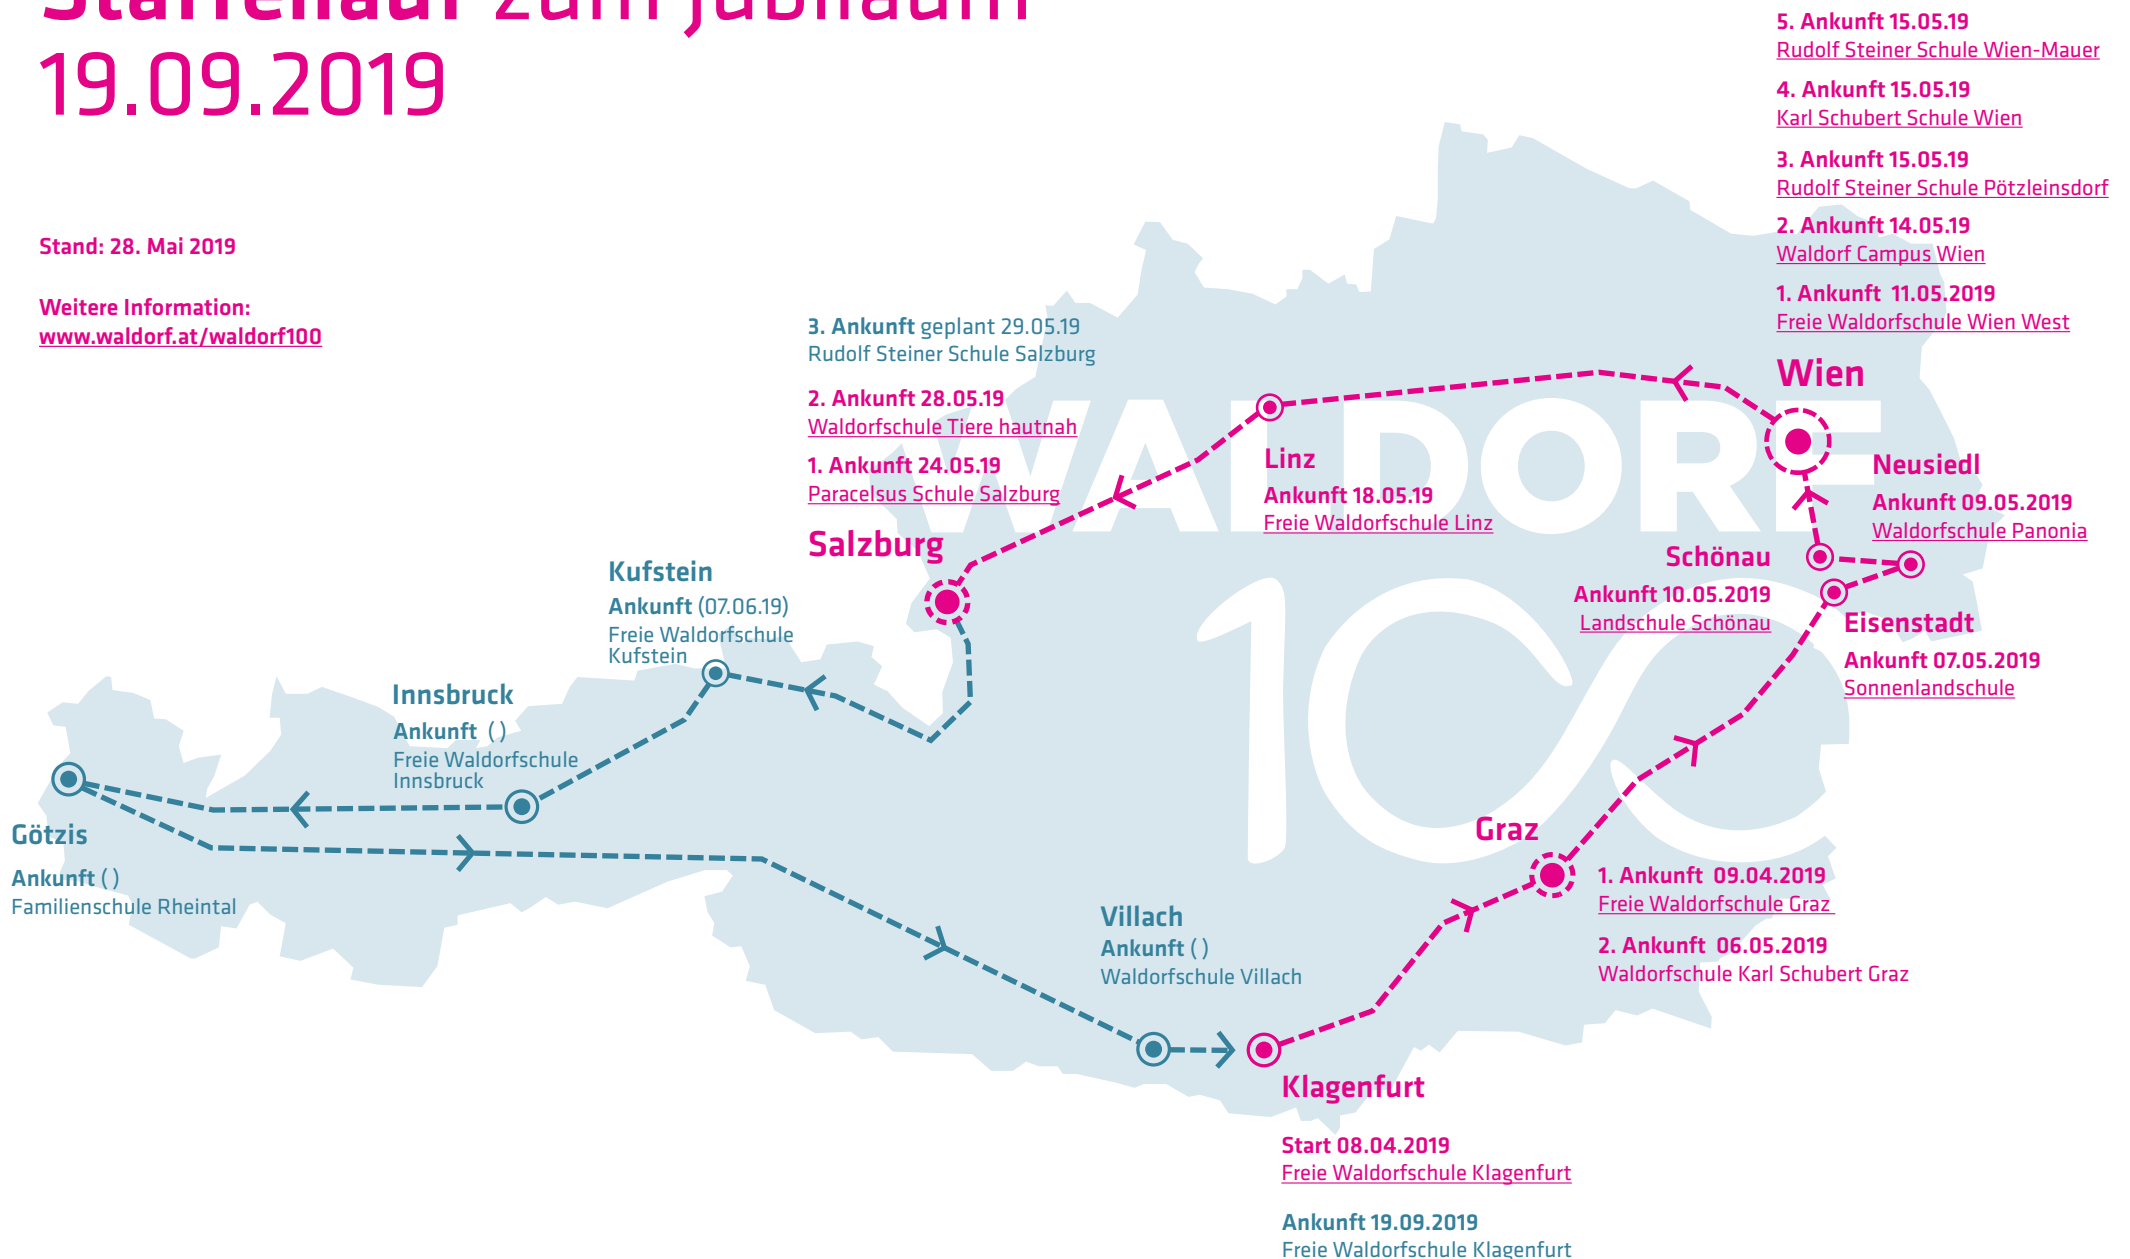 Staffellauf zum Jubiläum
19.09.2019
Stand: 28. Mai 2019
Weitere Information:
www.waldorf.at/waldorf100
5. Ankunft 15.05.19
Rudolf Steiner Schule Wien-Mauer
4. Ankunft 15.05.19
Karl Schubert Schule Wien
3. Ankunft 15.05.19
Rudolf Steiner Schule Pötzleinsdorf
2. Ankunft 14.05.19
Waldorf Campus Wien
1. Ankunft 11.05.2019
Freie Waldorfschule Wien West
Wien
3. Ankunft geplant 29.05.19
Rudolf Steiner Schule Salzburg
2. Ankunft 28.05.19
Waldorfschule Tiere hautnah
1. Ankunft 24.05.19
Paracelsus Schule Salzburg
Salzburg
WALDORF
100
Linz
Ankunft 18.05.19
Freie Waldorfschule Linz
Neusiedl
Ankunft 09.05.2019
Waldorfschule Panonia
Schönau
Ankunft 10.05.2019
Landschule Schönau
Eisenstadt
Ankunft 07.05.2019
Sonnenlandschule
Kufstein
Ankunft (07.06.19)
Freie Waldorfschule
Kufstein
Innsbruck
Ankunft ( )
Freie Waldorfschule
Innsbruck
Götzis
Ankunft ( )
Familienschule Rheintal
Graz
1. Ankunft 09.04.2019
Freie Waldorfschule Graz
2. Ankunft 06.05.2019
Waldorfschule Karl Schubert Graz
Villach
Ankunft ( )
Waldorfschule Villach
Klagenfurt
Start 08.04.2019
Freie Waldorfschule Klagenfurt
Ankunft 19.09.2019
Freie Waldorfschule Klagenfurt